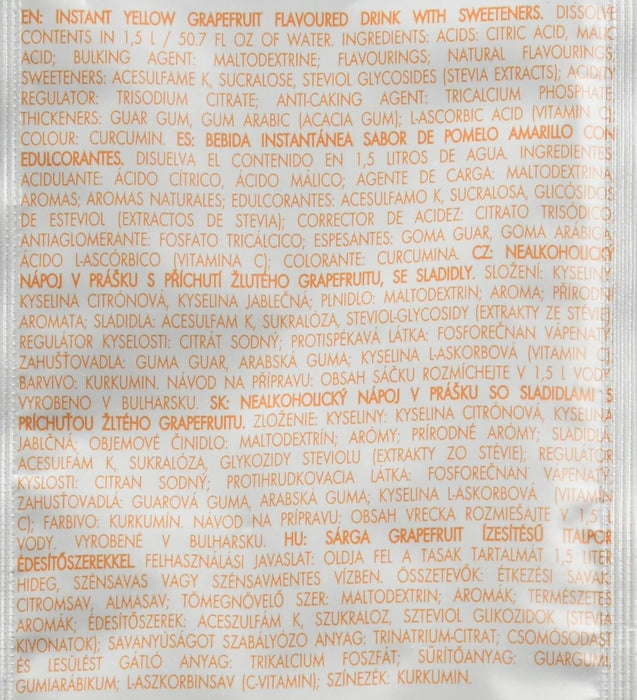 EN: INSTANT YELLOW GRAPEFRUIT FLAVOURED DRINK WITH SWEETENERS. DISSOLVE
CONTENTS IN 1,5 L / 50.7 FL OZ OF WATER. INGREDIENTS: ACIDS: CITRIC ACID, MALIC
ACID; BULKING AGENT: MALTODEXTRINE; FLAVOURINGS; NATURAL FLAVOURINGS;
SWEETENERS: ACESULFAME K, SUCRALOSE, STEVIOL GLYCOSIDES (STEVIA EXTRACTS); ACIDITY
REGULATOR: TRISODIUM CITRATE; ANTI-CAKING AGENT: TRICALCIUM PHOSPHATE;
THICKENERS: GUAR GUM, GUM ARABIC (ACACIA GUM); L-ASCORBIC ACID (VITAMIN C);
COLOUR: CURCUMIN. ES: BEBIDA INSTANTÁNEA SABOR DE POMELO AMARILLO CON
EDULCORANTES. DISUELVA EL CONTENIDO EN 1,5 LITROS DE AGUA. INGREDIENTES:
ACIDULANTE: ÁCIDO CÍTRICO, ÁCIDO MÁLICO; AGENTE DE CARGA: MALTODEXTRINA;
AROMAS; AROMAS NATURALES; EDULCORANTES: ACESULFAMO K, SUCRALOSA, GLUCÓSIDOS
DE ESTEVIOL (EXTRACTOS DE STEVIA); CORRECTOR DE ACIDEZ: CITRATO TRISÓDICO;
ANTIAGLOMERANTE: FOSFATO TRICÁLCICO; ESPESANTES: GOMA GUAR, GOMA ARÁBIGA;
ÁCIDO L-ASCÓRBICO (VITAMINA C); COLORANTE: CURCUMINA. CZ: NEALKOHOLICKÝ
NÁPOJ V PRÁŠKU S PŘÍCHUTÍ ŽLUTÉHO GRAPEFRUITU, SE SLADIDLY. SLOŽENÍ: KYSELINY:
KYSELINA CITRÓNOVÁ, KYSELINA JABLEČNÁ; PLNIDLO: MALTODEXTRIN; AROMA; PŘÍRODNÍ
AROMATA; SLADIDLA: ACESULFAM K, SUKRALÓZA, STEVIOL-GLYCOSIDY (EXTRAKTY ZE STÉVIE);
REGULÁTOR KYSELOSTI: CITRÁT SODNÝ; PROTISPÉKAVÁ LÁTKA: FOSFOREČNAN VÁPENATÝ;
ZAHUŠŤOVADLA: GUMA GUAR, ARABSKÁ GUMA; KYSELINA L-ASKORBOVÁ (VITAMIN C);
BARVIVO: KURKUMIN. NÁVOD NA PŘÍPRAVU: OBSAH SÁČKU ROZMÍCHEJTE V 1,5 L VODY.
VYROBENO V BULHARSKU. SK: NEALKOHOLICKÝ NÁPOJ V PRÁŠKU SO SLADIDLAMI S
PRÍCHUŤOU ŽLTÉHO GRAPEFRUITU. ZLOŽENIE: KYSELINY: KYSELINA CITRÓNOVÁ, KYSELINA
JABLČNÁ; OBJEMOVÉ ČINIDLO: MALTODEXTRÍN; ARÓMY; PRÍRODNÉ ARÓMY; SLADIDLÁ:
ACESULFÁM K, SUKRALÓZA, GLYKOZIDY STEVIOLU (EXTRAKTY ZO STÉVIE); REGULÁTOR
KYSLOSTI: CITRAN SODNÝ; PROTIHRUDKOVACIA LÁTKA: FOSFOREČNAN VÁPENATÝ;
ZAHUSŤOVADLÁ: GUAROVÁ GUMA, ARABSKÁ GUMA; KYSELINA L-ASKORBOVÁ (VITAMÍN
C); FARBIVO: KURKUMÍN. NAVOD NA PRÍPRAVU: OBSAH VRECKA ROZMIEŠAJTE V 1,5 L
VODY. VYROBENÉ V BULHARSKU. HU: SÁRGA GRAPEFRUIT ÍZESÍTÉSŰ ITALPOR
ÉDESÍTŐSZEREKKEL. FELHASZNÁLÁSI JAVASLAT: OLDJA FEL A TASAK TARTALMÁT 1,5 LITER
HIDEG, SZÉNSAVAS VAGY SZÉNSAVMENTES VÍZBEN. ÖSSZETEVŐK: ÉTKEZÉSI SAVAK:
CITROMSAV, ALMASAV; TÖMEGNÖVELŐ SZER: MALTODEXTRIN; AROMÁK; TERMÉSZETES
AROMÁK; ÉDESÍTŐSZEREK: ACESZULFÁM K, SZUKRALÓZ, SZTEVIOL GLIKOZIDOK (STEVIA
KIVONATOK); SAVANYÚSÁGOT SZABÁLYOZÓ ANYAG: TRINATRIUM-CITRAT; CSOMÓSODÁST
ÉS LESÜLÉST GÁTLÓ ANYAG: TRIKALCIUM FOSZFÁT; SŰRÍTŐANYAG: GUARGUMI,
GUMIARÁBIKUM; L-ASZKORBINSAV (C-VITAMIN); SZÍNEZÉK: KURKUMIN.